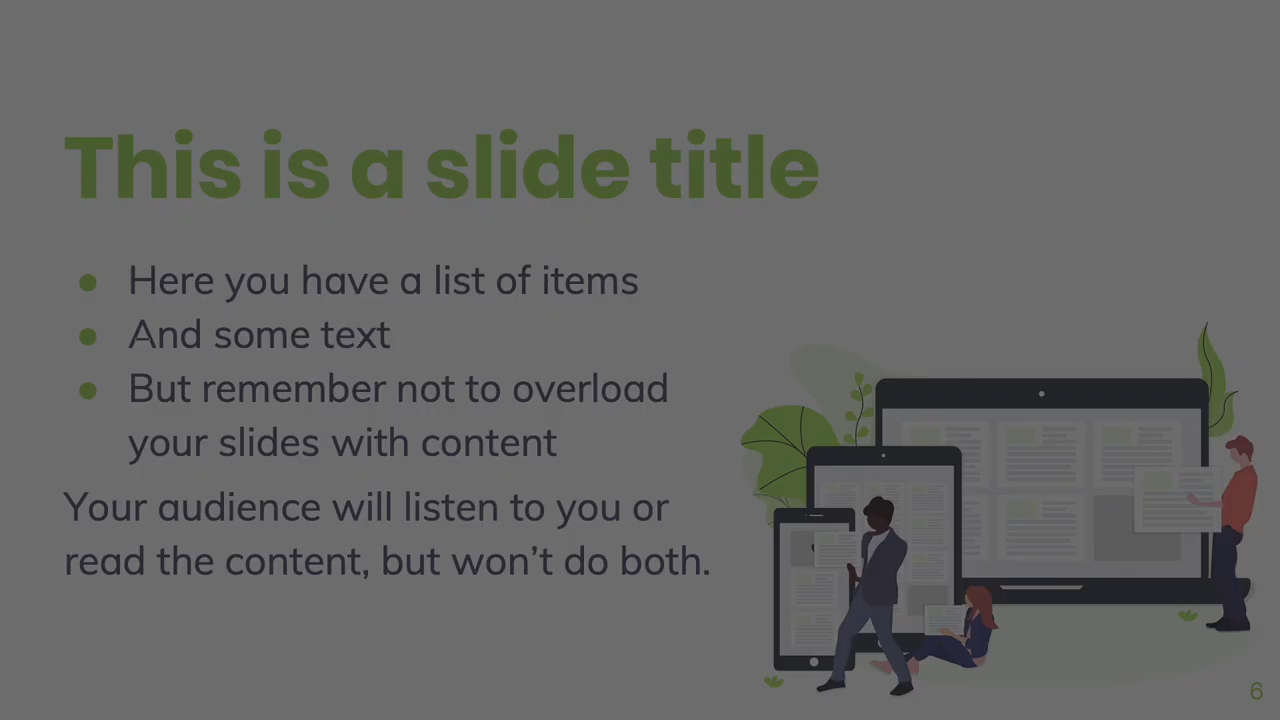 This is a slide title
● Here you have a list of items
● And some text
● But remember not to overload
your slides with content
Your audience will listen to you or
read the content, but won’t do both.
6